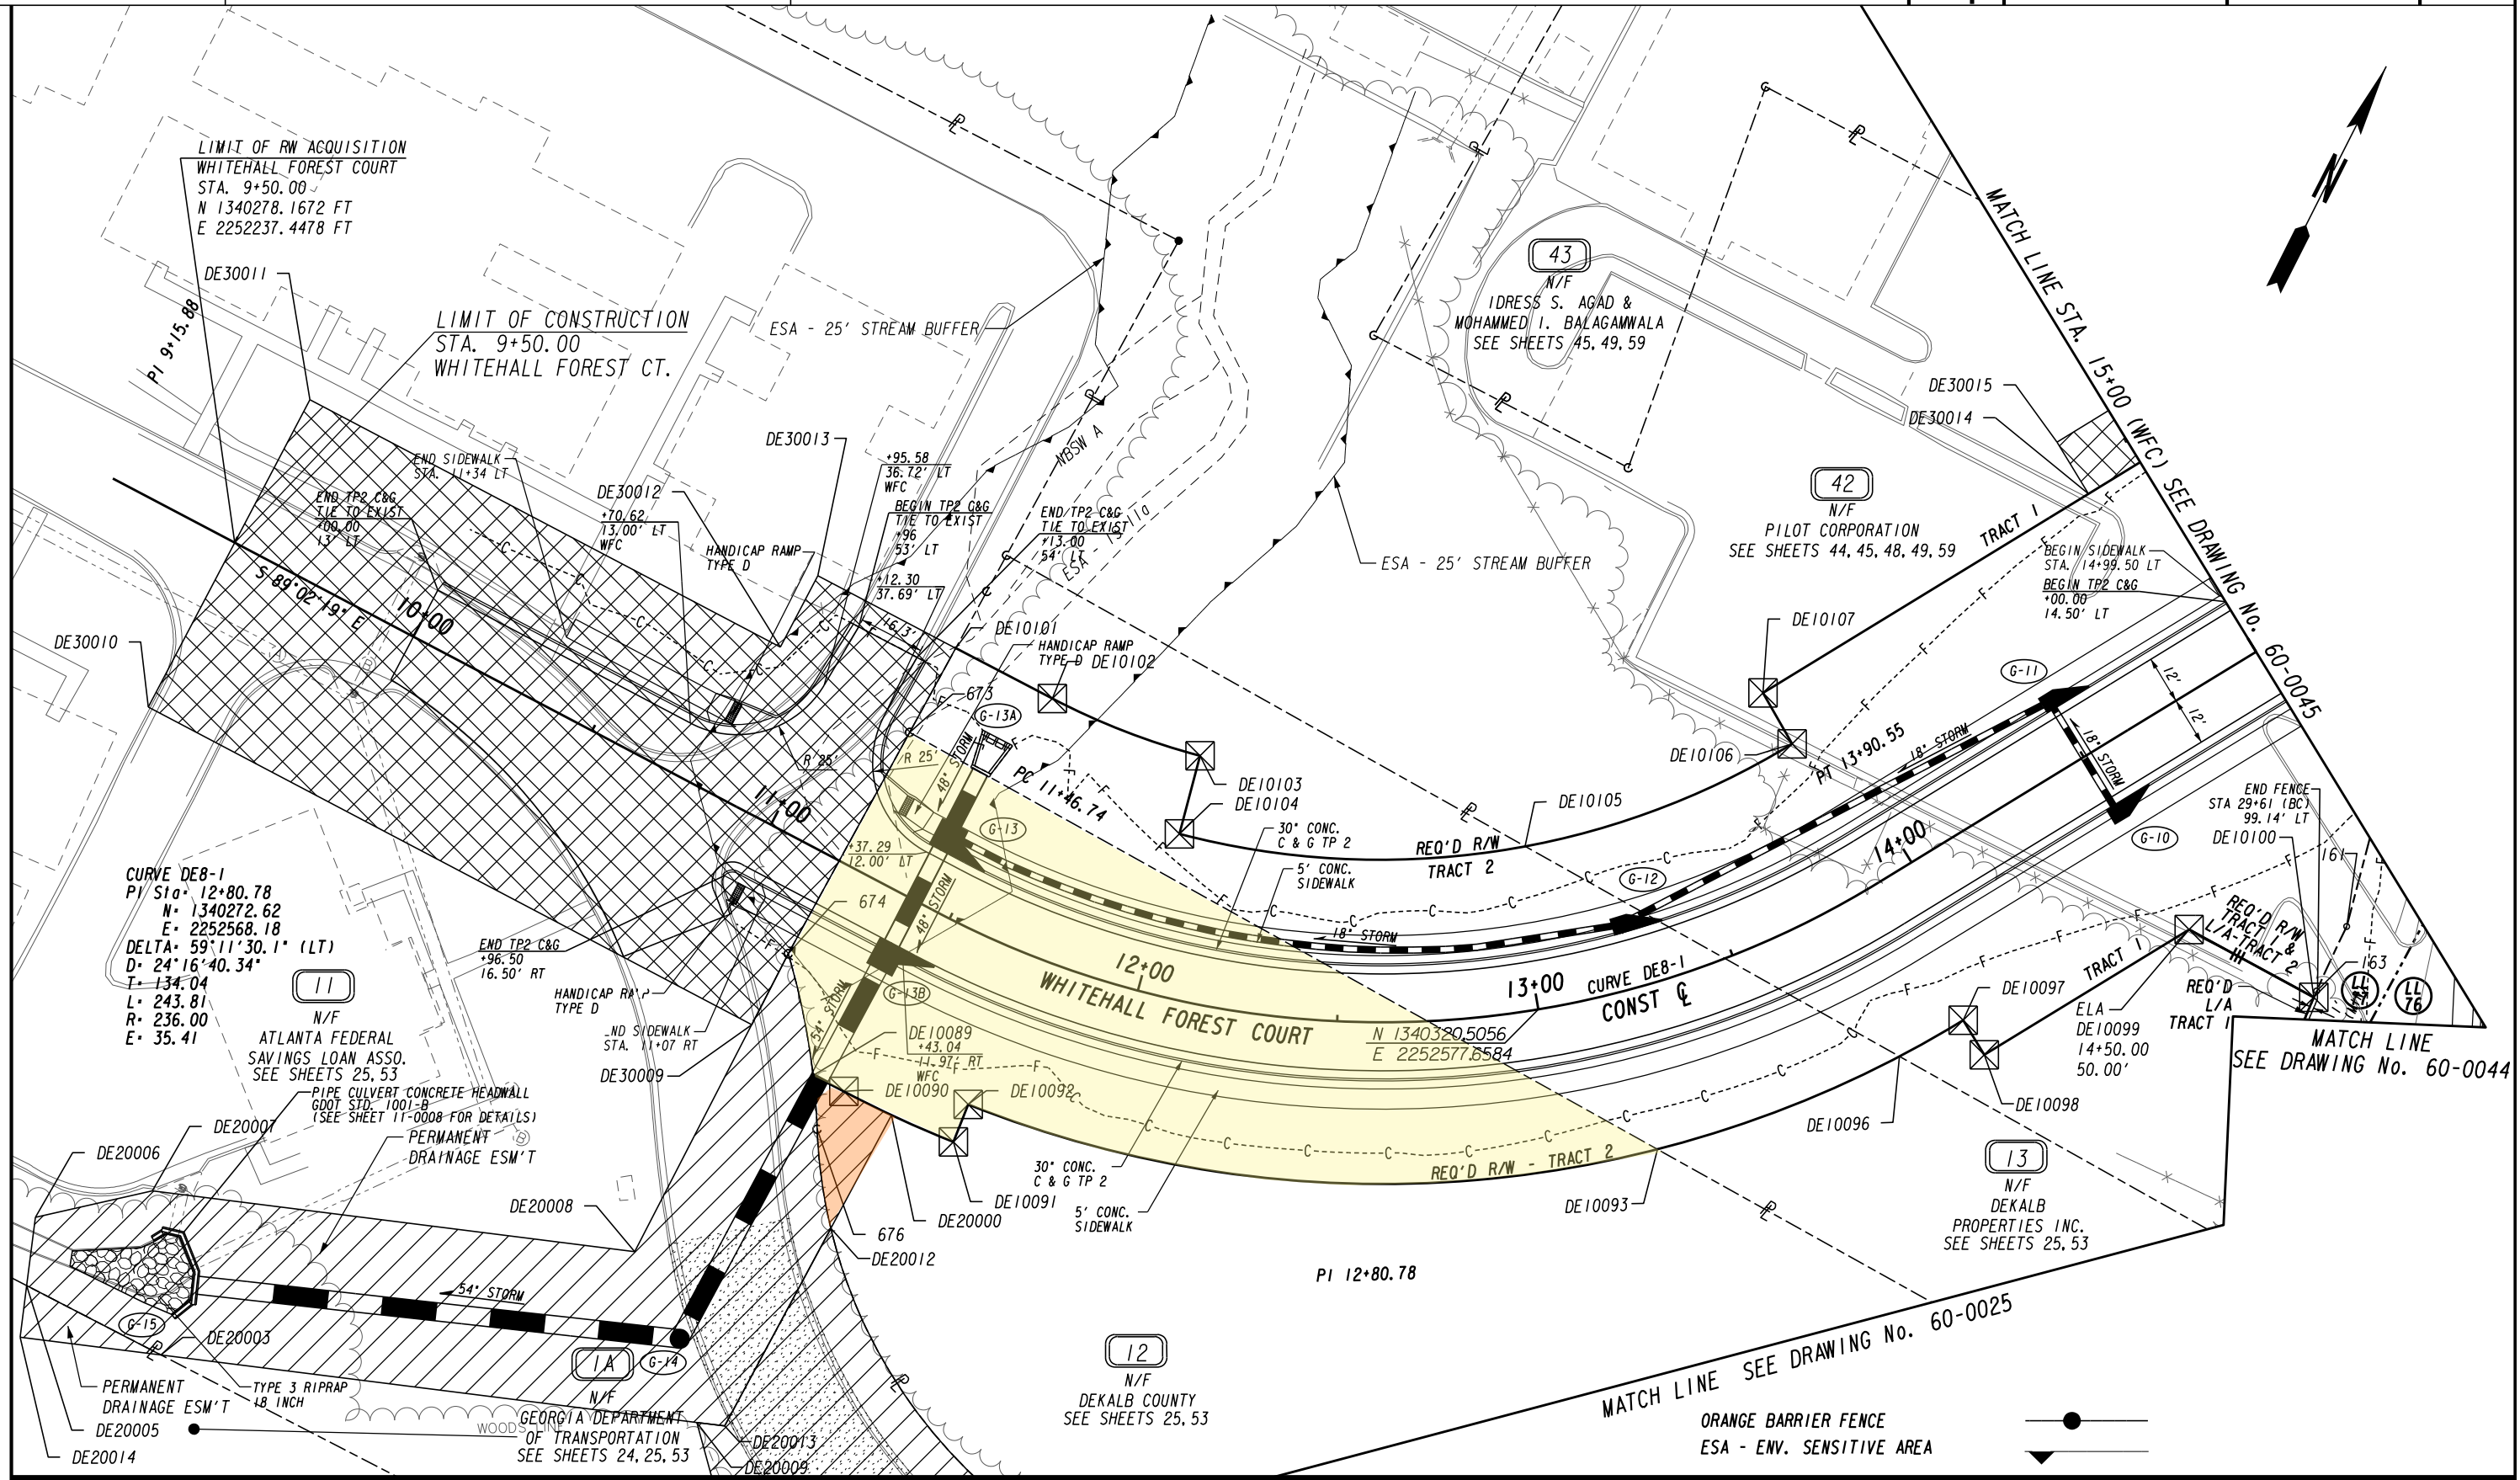 LIMIT OF RW ACQUISITION
WHITEHALL FOREST COURT
STA. 9+50.00
N 1340278.1672 FT
E 2252237.4478 FT
DE30011
PI 9+15.88
LIMIT OF CONSTRUCTION
STA. 9+50.00
WHITEHALL FOREST CT.
ESA - 25' STREAM BUFFER
43
N/F
IDRESS S. AGAD &
MOHAMMED I. BALAGAMWALA
SEE SHEETS 45,49,59
N
MATCH LINE STA. 15+00 (WFC) SEE DRAWING No. 60-0045
DE30015
DE30014
DE30013
END SIDEWALK
STA. 11+34 LT
END TP2 C&G
TIE TO EXIST
+00.00
13' LT
DE30012
+70.62
13.00' LT
WFC
HANDICAP RAMP
TYPE D
+95.58
36.72' LT
WFC
BEGIN TP2 C&G
TIE TO EXIST
+96
53' LT
+12.30
37.69' LT
END TP2 C&G
TIE TO EXIST
+13.00
54' LT
NBSW A
ESA - 11a
ESA - 25' STREAM BUFFER
42
N/F
PILOT CORPORATION
SEE SHEETS 44,45,48,49,59
TRACT 1
BEGIN SIDEWALK
STA. 14+99.50 LT
BEGIN TP2 C&G
+00.00
14.50' LT
S 89°02'19" E
10+00
DE30010
16.3'
DE10101
HANDICAP RAMP
TYPE D
DE10102
673
G-13A
DE10107
G-11
12'
12'
DE10106
PT 13+90.55
18" STORM
18" STORM
R 25'
R 25'
48" STORM
PC 11+46.74
DE10103
DE10104
DE10105
11+00
G-13
30" CONC.
C & G TP 2
5' CONC.
SIDEWALK
REQ'D R/W
TRACT 2
14+00
G-12
G-10
END FENCE
STA 29+61 (BC)
99.14' LT
DE10100
161
+37.29
12.00' LT
674
48" STORM
CURVE DE8-1
PI Sta= 12+80.78
N= 1340272.62
E= 2252568.18
DELTA= 59°11'30.1" (LT)
D= 24°16'40.34"
T= 134.04
L= 243.81
R= 236.00
E= 35.41
11
N/F
ATLANTA FEDERAL
SAVINGS LOAN ASSO.
SEE SHEETS 25,53
END TP2 C&G
+96.50
16.50' RT
HANDICAP
TYPE D
SIDEWALK
STA. 11+07 RT
DE30009
18" STORM
12+00
WHITEHALL FOREST COURT
13+00
CURVE DE8-1
CONST ℄
N 1340320.5056
E 2252577.6584
G-13B
54" STORM
DE10089
+43.04
11.97' RT
WFC
DE10090
DE10092
REQ'D R/W
TRACT 1 &
L/A-TRACT 2
TRACT 1
163
LL
LL
76
REQ'D
L/A
TRACT 1
ELA
DE10099
14+50.00
50.00'
DE10097
DE10098
DE10096
MATCH LINE
SEE DRAWING No. 60-0044
PIPE CULVERT CONCRETE HEADWALL
GDOT STD. 1001-B
(SEE SHEET 11-0008 FOR DETAILS)
DE20007
DE20006
PERMANENT
DRAINAGE ESM'T
DE20008
DE10091
DE20000
676
DE20012
30" CONC.
C & G TP 2
5' CONC.
SIDEWALK
REQ'D R/W - TRACT 2
DE10093
13
N/F
DEKALB
PROPERTIES INC.
SEE SHEETS 25,53
PI 12+80.78
54" STORM
G-15
DE20003
G-14
1A
N/F
GEORGIA DEPARTMENT
OF TRANSPORTATION
SEE SHEETS 24,25,53
PERMANENT
DRAINAGE ESM'T
TYPE 3 RIPRAP
18 INCH
DE20005
DE20014
WOODS
DE20013
DE20009
12
N/F
DEKALB COUNTY
SEE SHEETS 25,53
MATCH LINE SEE DRAWING No. 60-0025
ORANGE BARRIER FENCE
ESA - ENV. SENSITIVE AREA